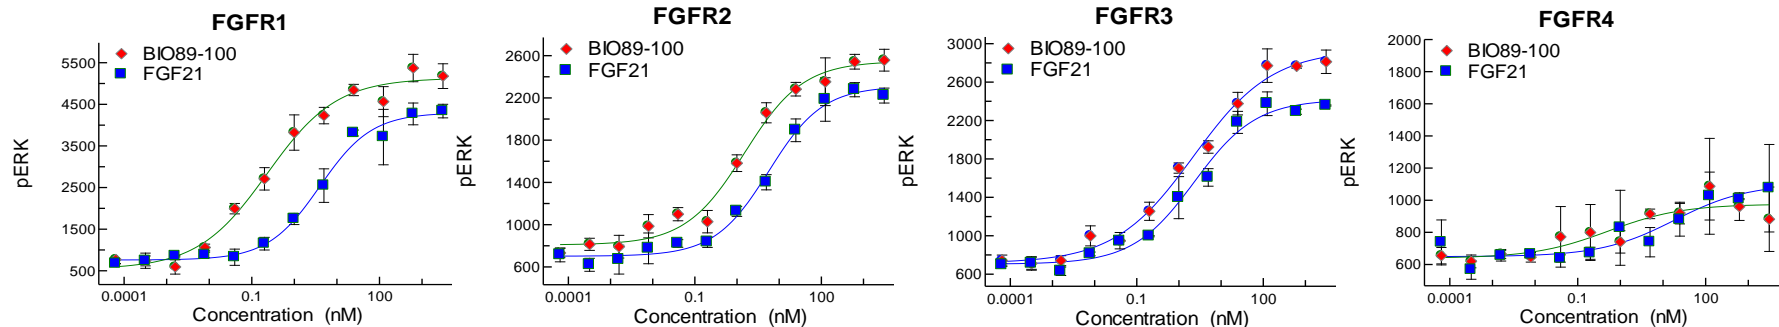 FGFR1
BIO89-100
FGF21
5500
4500
3500
2500
1500
500
pERK
0.0001
0.1
100
Concentration (nM)
FGFR2
BIO89-100
FGF21
2600
2200
1800
1400
1000
600
pERK
0.0001
0.1
100
Concentration (nM)
FGFR3
BIO89-100
FGF21
3000
2600
2200
1800
1400
1000
600
pERK
0.0001
0.1
100
Concentration (nM)
FGFR4
BIO89-100
FGF21
2000
1800
1600
1400
1200
1000
800
600
pERK
0.0001
0.1
100
Concentration (nM)